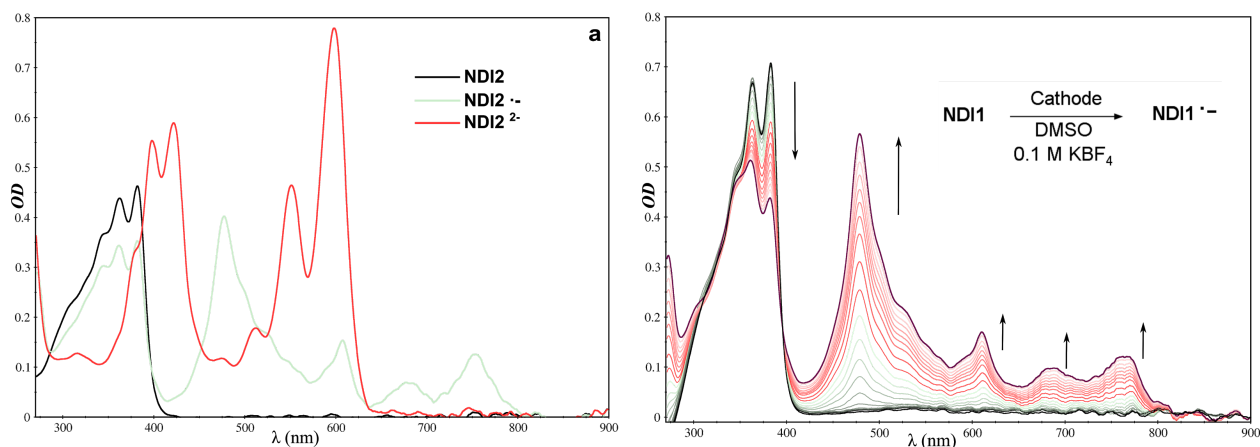 a
NDI2
NDI2 ·-
NDI2 2-
OD
0.8
0.7
0.6
0.5
0.4
0.3
0.2
0.1
0
300 400 500 600 700 800 900
λ (nm)
NDI1 Cathode NDI1 ·−
DMSO
0.1 M KBF4
OD
0.8
0.7
0.6
0.5
0.4
0.3
0.2
0.1
0
300 400 500 600 700 800 900
λ (nm)